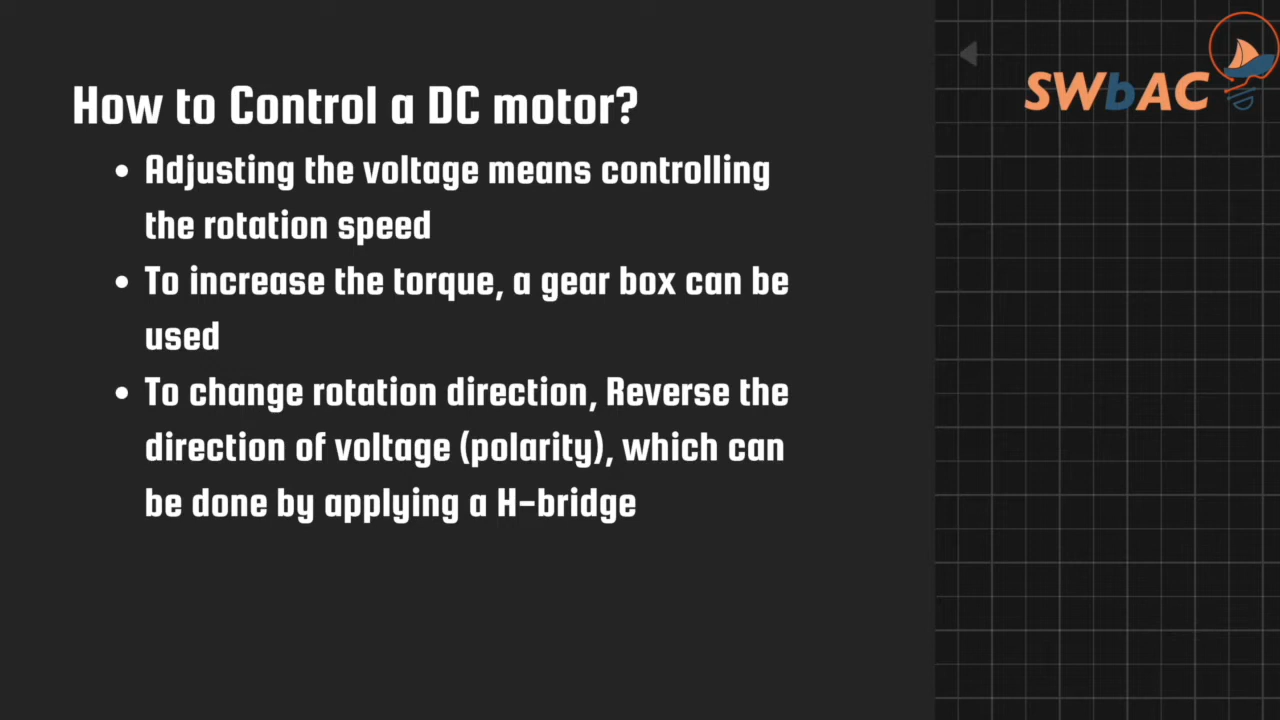 How to Control a DC motor?
• Adjusting the voltage means controlling
the rotation speed
• To increase the torque, a gear box can be
used
• To change rotation direction, Reverse the
direction of voltage (polarity), which can
be done by applying a H-bridge
SWbAC